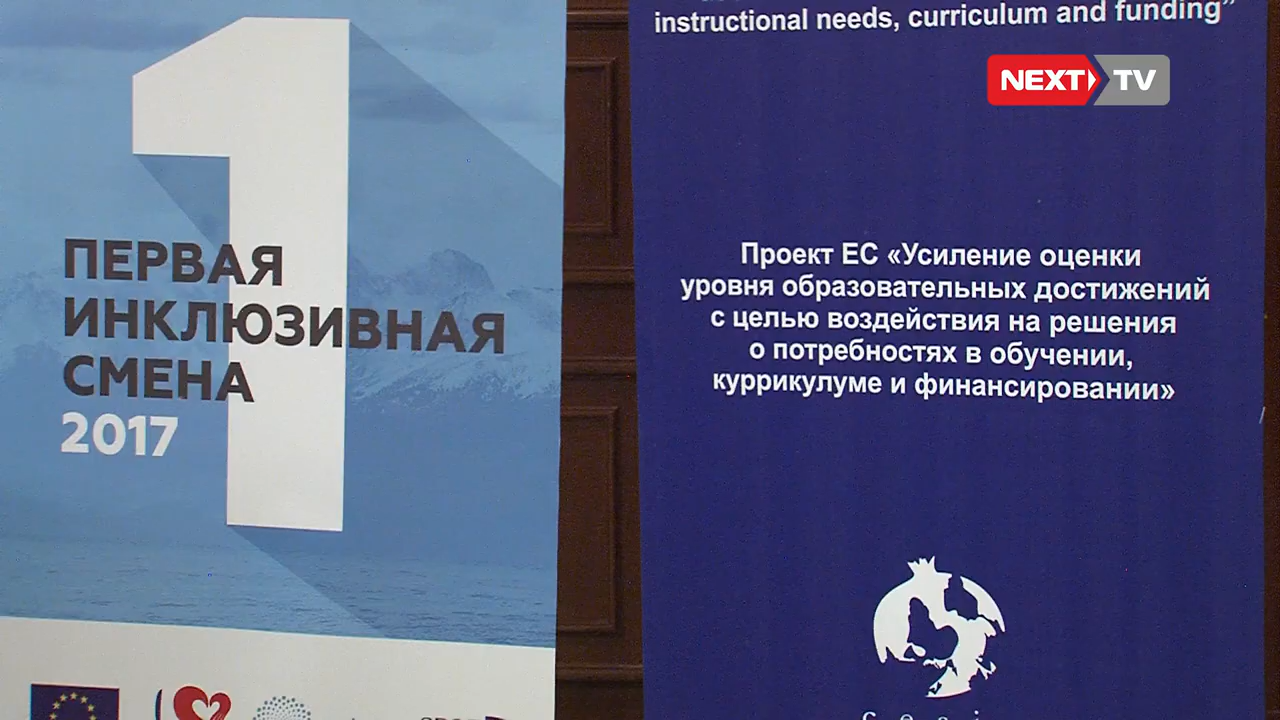 1
ПЕРВАЯ
ИНКЛЮЗИВНАЯ
СМЕНА
2017
instructional needs, curriculum and funding”
NEXT TV
Проект ЕС «Усиление оценки
уровня образовательных достижений
с целью воздействия на решения
о потребностях в обучении,
куррикулуме и финансировании»